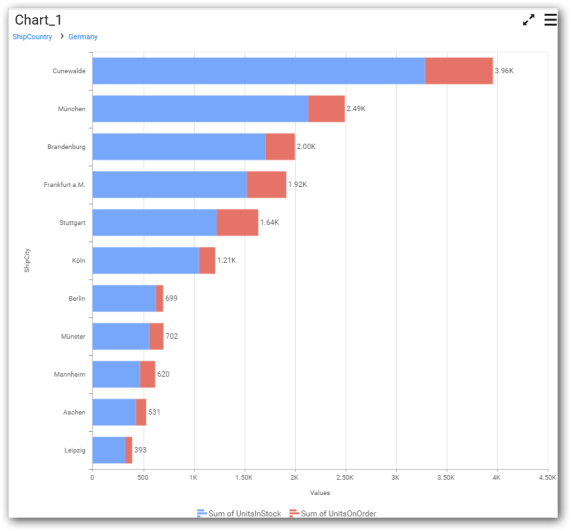 Chart_1
ShipCountry > Germany
Cunewalde 3.96K
München 2.49K
Brandenburg 2.00K
Frankfurt a.M. 1.92K
Stuttgart 1.64K
Köln 1.21K
ShipCity
Berlin 699
Münster 702
Mannheim 620
Aachen 531
Leipzig 393
0 500 1K 1.50K 2K 2.50K 3K 3.50K 4K 4.50K
Values
Sum of UnitsInStock Sum of UnitsOnOrder